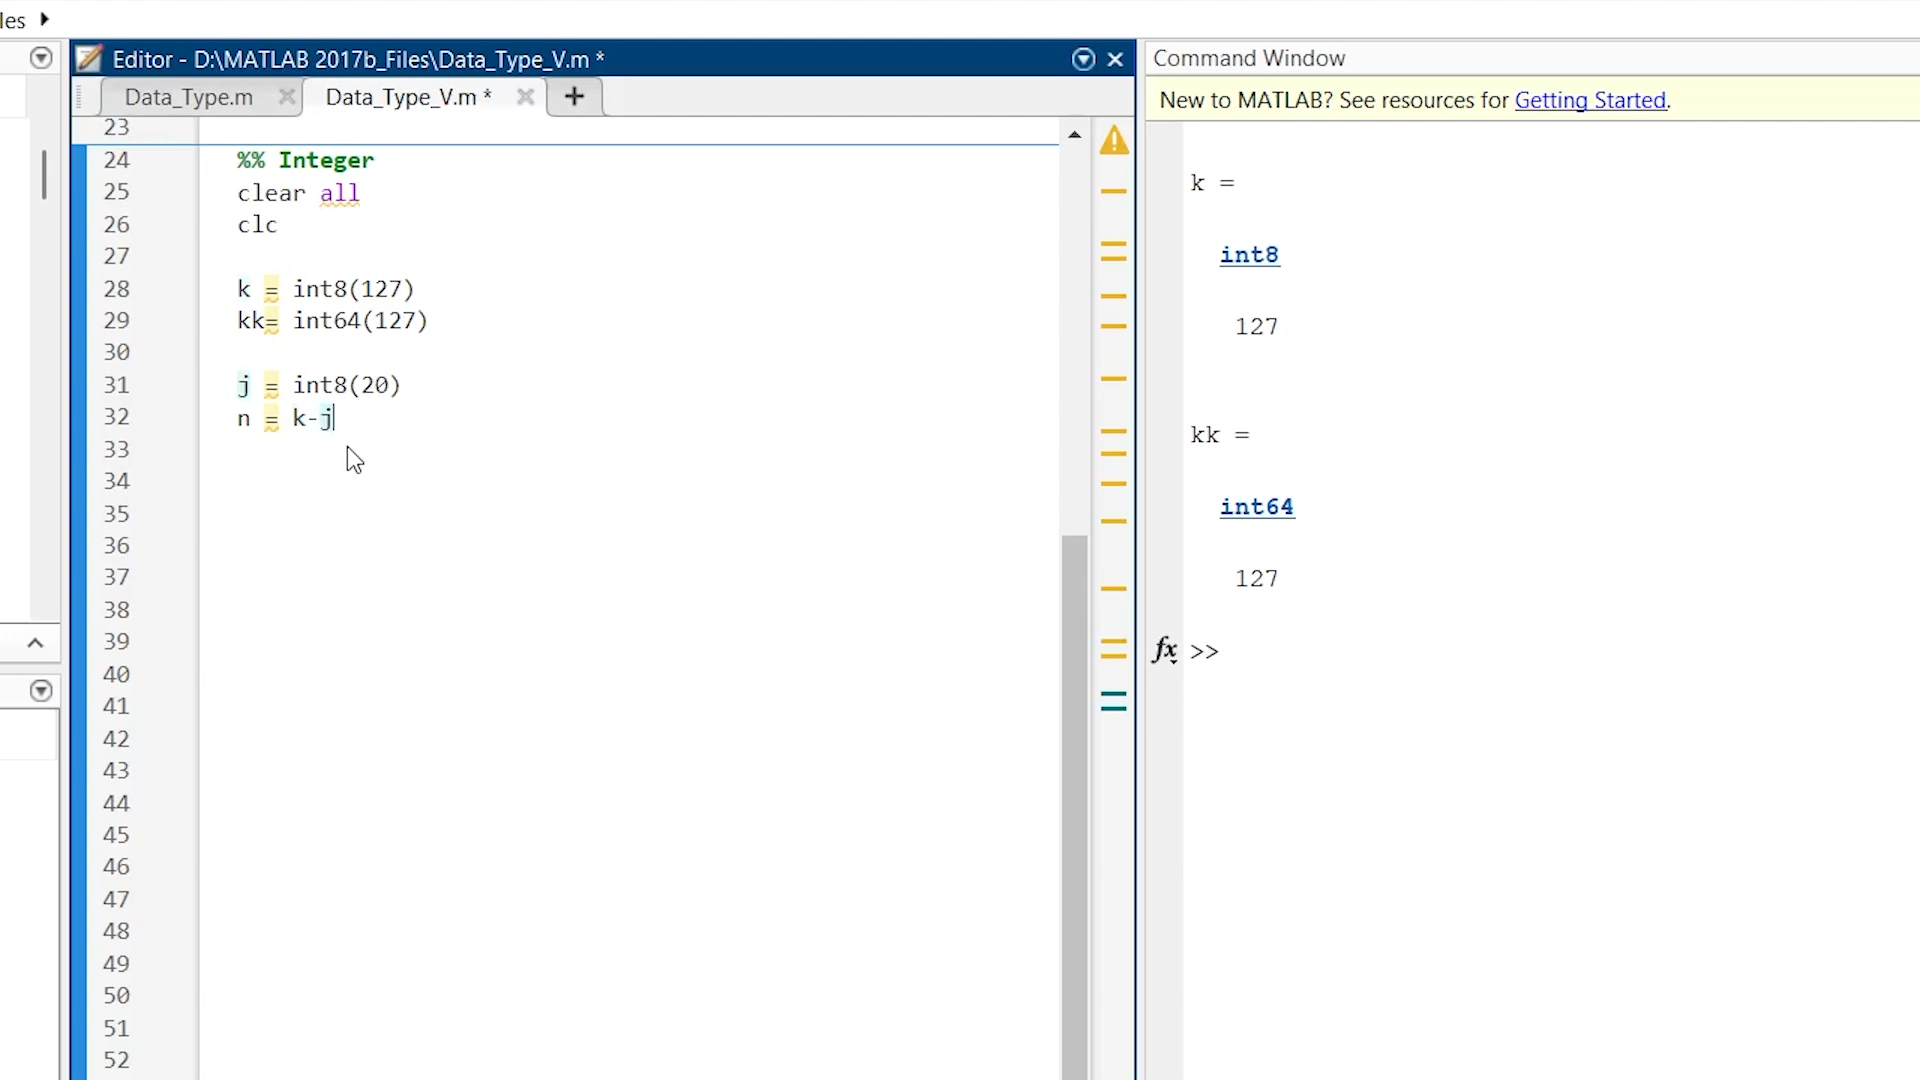 les
Editor - D:\MATLAB 2017b_Files\Data_Type_V.m *
Data_Type.m
Data_Type_V.m *
23
24 %% Integer
25 clear all
26 clc
27
28 k = int8(127)
29 kk= int64(127)
30
31 j = int8(20)
32 n = k-j
33
34
35
36
37
38
39
40
41
42
43
44
45
46
47
48
49
50
51
52
Command Window
New to MATLAB? See resources for Getting Started.
k =
int8
127
kk =
int64
127
fx >>